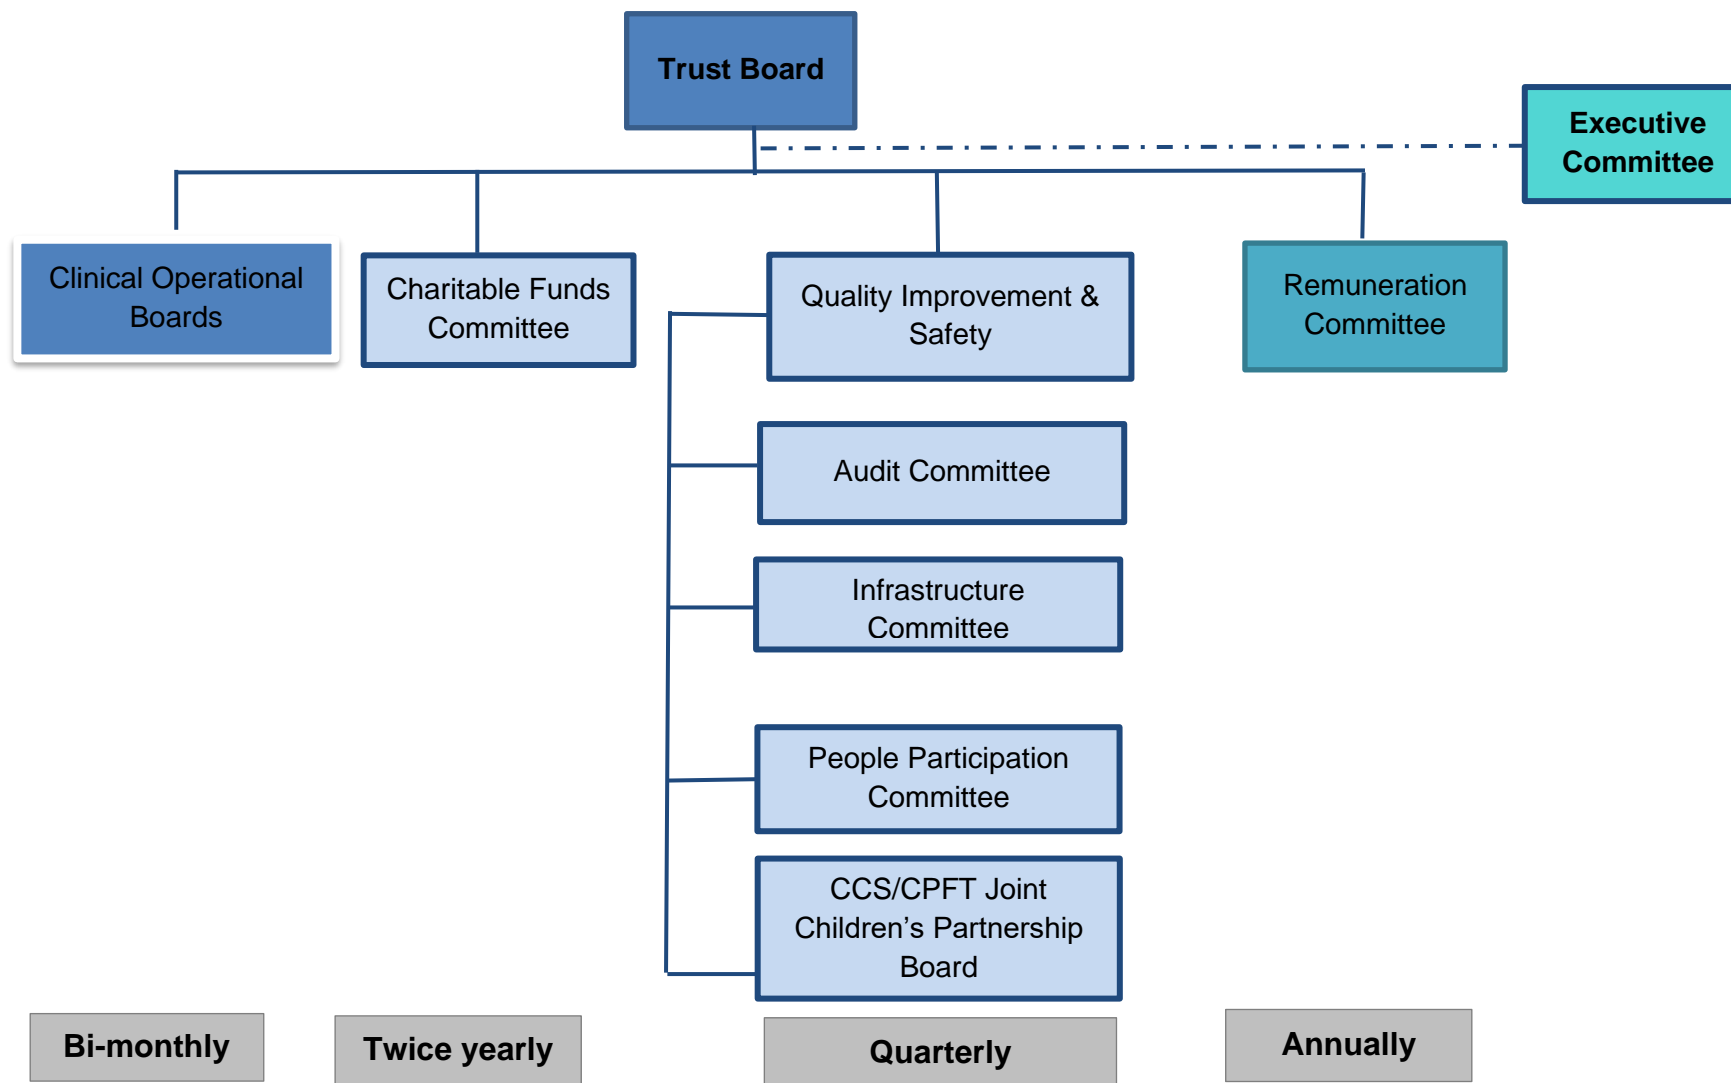 Trust Board
Executive
Committee
Clinical Operational
Boards
Charitable Funds
Committee
Quality Improvement &
Safety
Remuneration
Committee
Audit Committee
Infrastructure
Committee
People Participation
Committee
CCS/CPFT Joint
Children’s Partnership
Board
Bi-monthly
Twice yearly
Quarterly
Annually